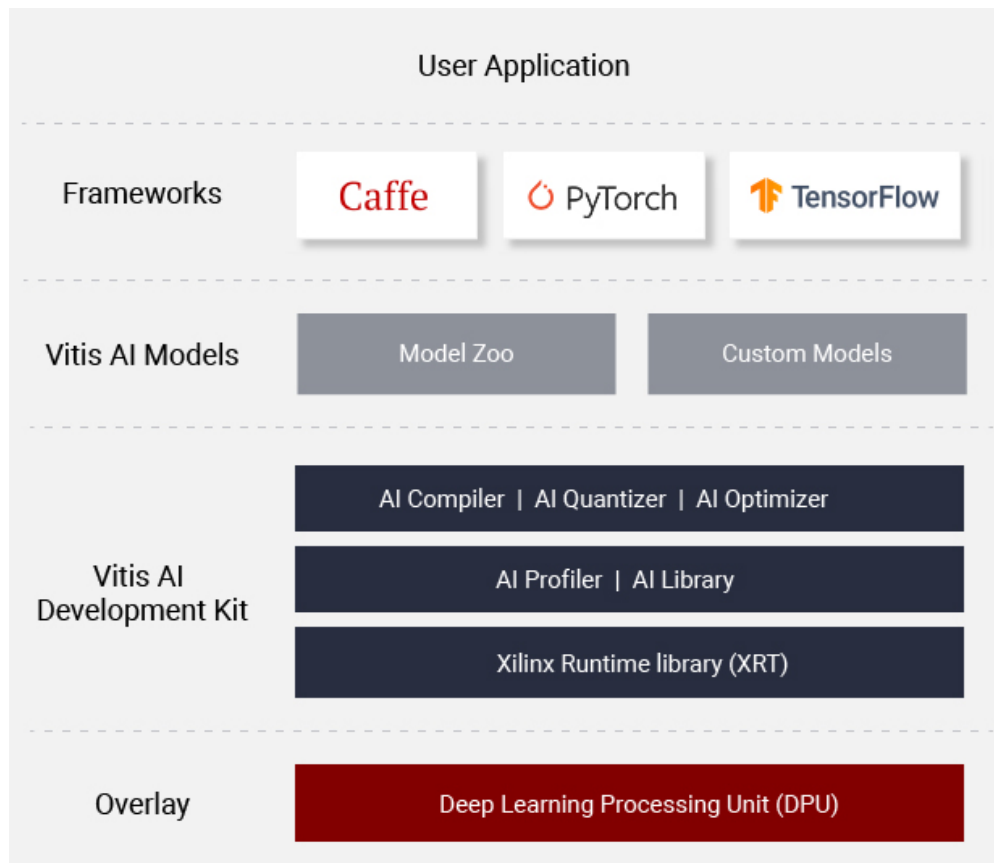 User Application
Frameworks
Caffe
PyTorch
TensorFlow
Vitis AI Models
Model Zoo
Custom Models
Vitis AI
Development Kit
AI Compiler | AI Quantizer | AI Optimizer
AI Profiler | AI Library
Xilinx Runtime library (XRT)
Overlay
Deep Learning Processing Unit (DPU)